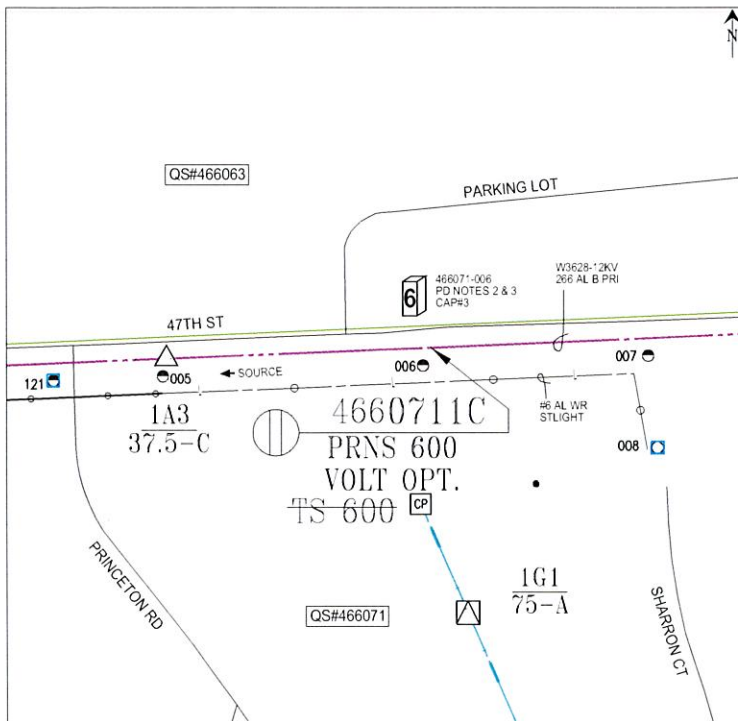 N
QS#466063
PARKING LOT
6
466071-006
PD NOTES 2 & 3
CAP#3
W3628-12KV
266 AL B PRI
47TH ST
121
005
SOURCE
006
007
1A3
37.5-C
4660711C
PRNS 600
VOLT OPT.
TS 600
#6 AL WR
STLIGHT
008
CP
1G1
75-A
PRINCETON RD
QS#466071
SHARRON CT